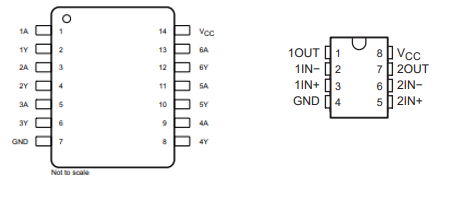 1A 1 14 VCC
1Y 2 13 6A
2A 3 12 6Y
2Y 4 11 5A
3A 5 10 5Y
3Y 6 9 4A
GND 7 8 4Y
Not to scale
1OUT 1 8 VCC
1IN− 2 7 2OUT
1IN+ 3 6 2IN−
GND 4 5 2IN+